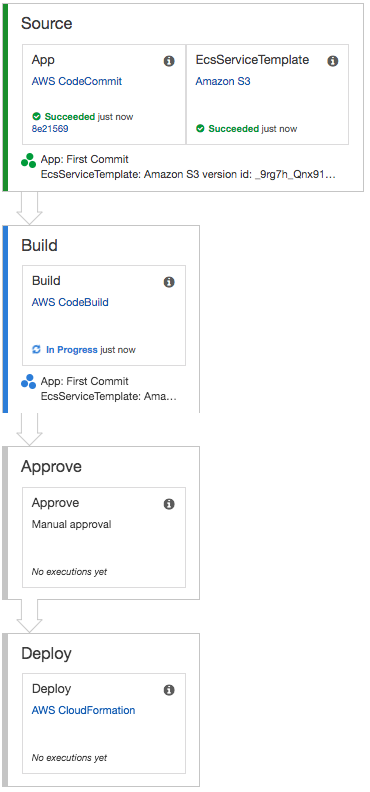 Source
App
AWS CodeCommit
Succeeded just now
8e21569
EcsServiceTemplate
Amazon S3
Succeeded just now
App: First Commit
EcsServiceTemplate: Amazon S3 version id: _9rg7h_Qnx91…
Build
Build
AWS CodeBuild
In Progress just now
App: First Commit
EcsServiceTemplate: Ama…
Approve
Approve
Manual approval
No executions yet
Deploy
Deploy
AWS CloudFormation
No executions yet